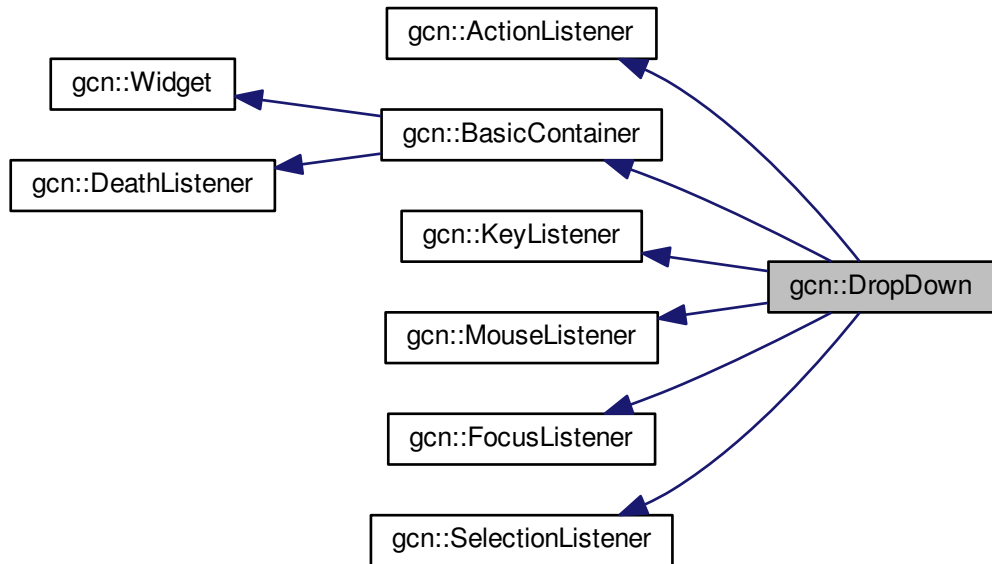 gcn::ActionListener
gcn::Widget
gcn::BasicContainer
gcn::DeathListener
gcn::KeyListener
gcn::DropDown
gcn::MouseListener
gcn::FocusListener
gcn::SelectionListener